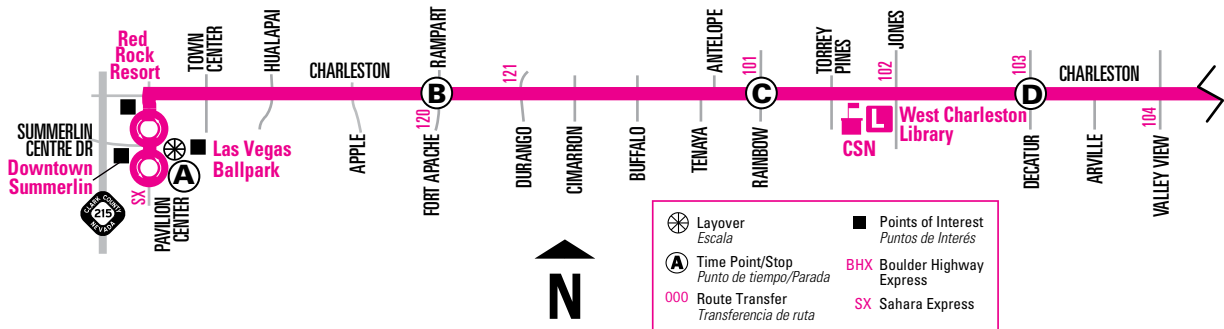 Red
Rock
Resort
TOWN
CENTER
HUALAPAI
CHARLESTON
RAMPART
B
120
FORT APACHE
121
DURANGO
APPLE
CIMARRON
BUFFALO
TENAYA
ANTELOPE
101
C
RAINBOW
TORREY
PINES
JONES
102
CSN
L
West Charleston
Library
103
D
DECATUR
CHARLESTON
ARVILLE
104
VALLEY VIEW
SUMMERLIN
CENTRE DR
Downtown
Summerlin
Las Vegas
Ballpark
A
SX
PAVILION
CENTER
CLARK COUNTY
215
NEVADA
N
Layover
Escala
A
Time Point/Stop
Punto de tiempo/Parada
000
Route Transfer
Transferencia de ruta
Points of Interest
Puntos de Interés
BHX Boulder Highway
Express
SX Sahara Express